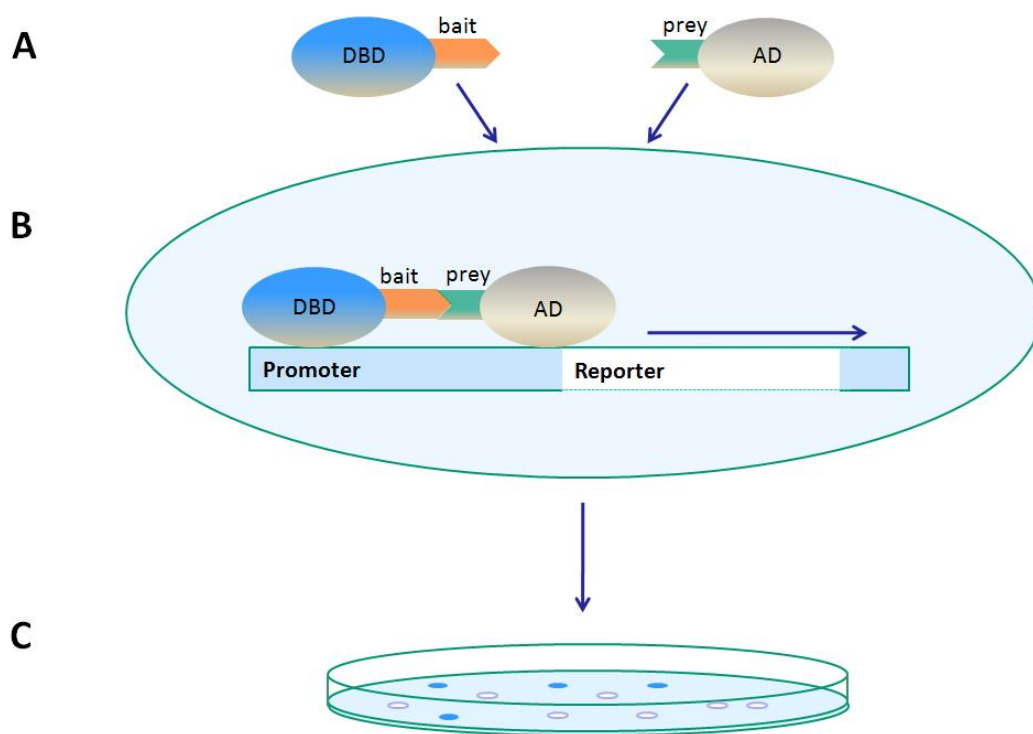 A
bait
prey
DBD
AD
B
bait
prey
DBD
AD
Promoter
Reporter
C